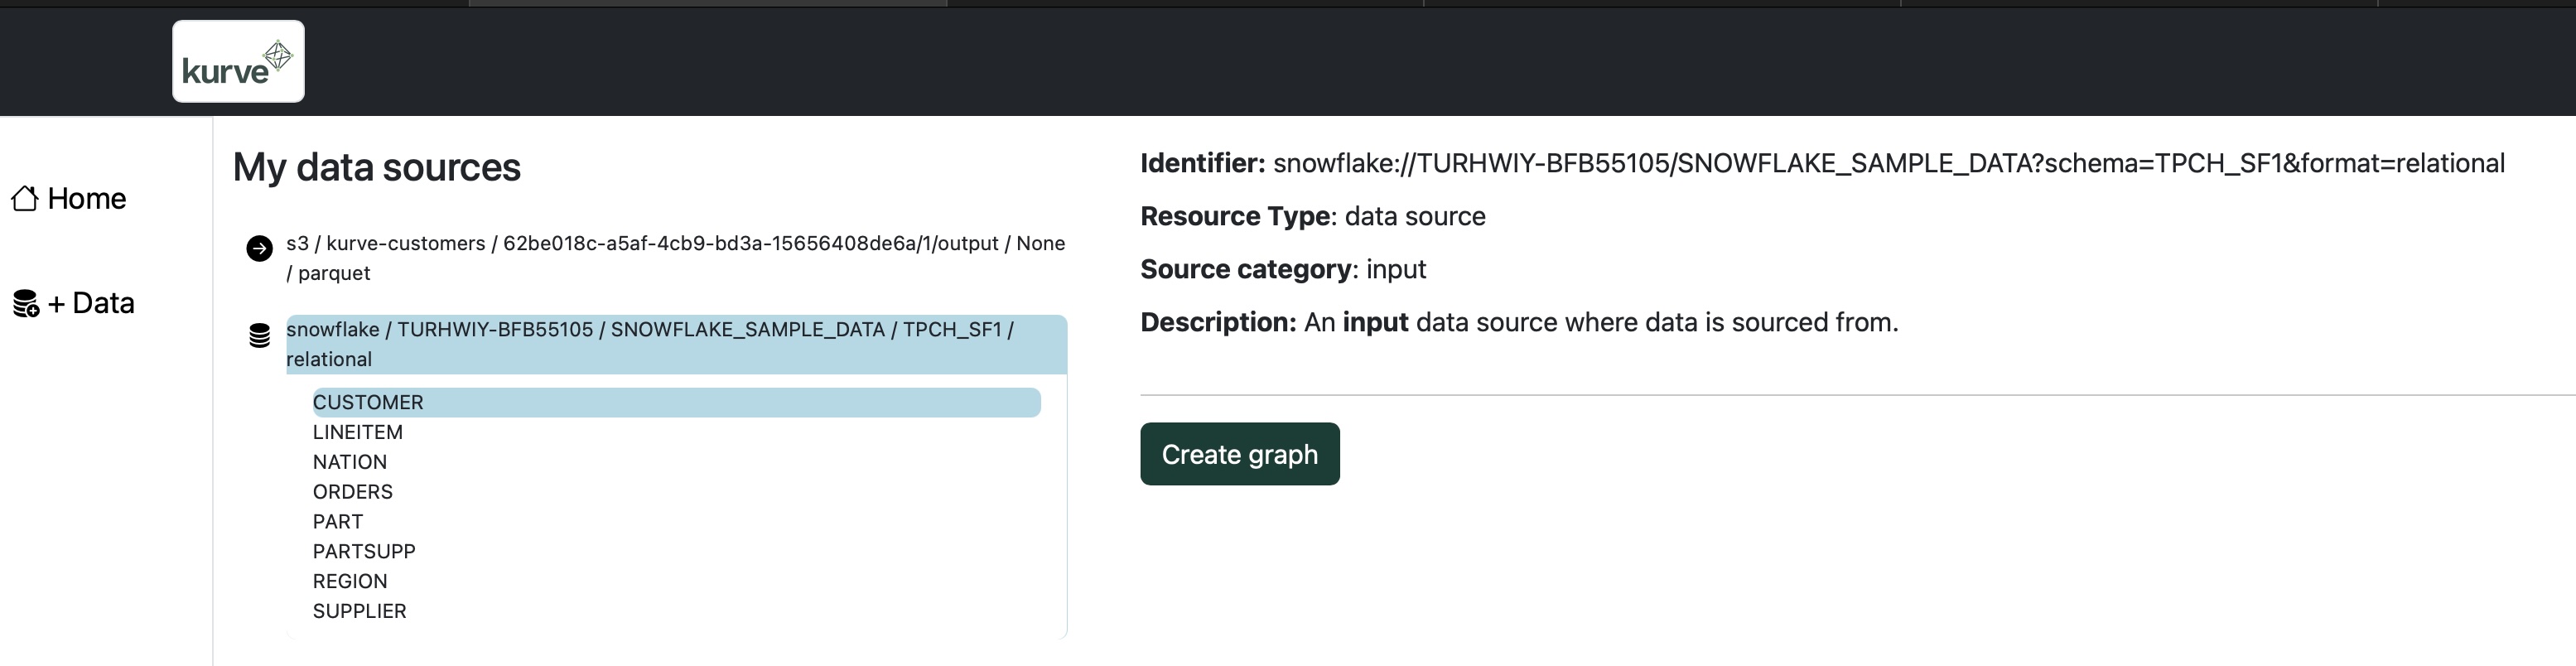 kurve
Home
+ Data
My data sources
s3 / kurve-customers / 62be018c-a5af-4cb9-bd3a-15656408de6a/1/output / None
/ parquet
snowflake / TURHWIY-BFB55105 / SNOWFLAKE_SAMPLE_DATA / TPCH_SF1 /
relational
CUSTOMER
LINEITEM
NATION
ORDERS
PART
PARTSUPP
REGION
SUPPLIER
Identifier: snowflake://TURHWIY-BFB55105/SNOWFLAKE_SAMPLE_DATA?schema=TPCH_SF1&format=relational
Resource Type: data source
Source category: input
Description: An input data source where data is sourced from.
Create graph